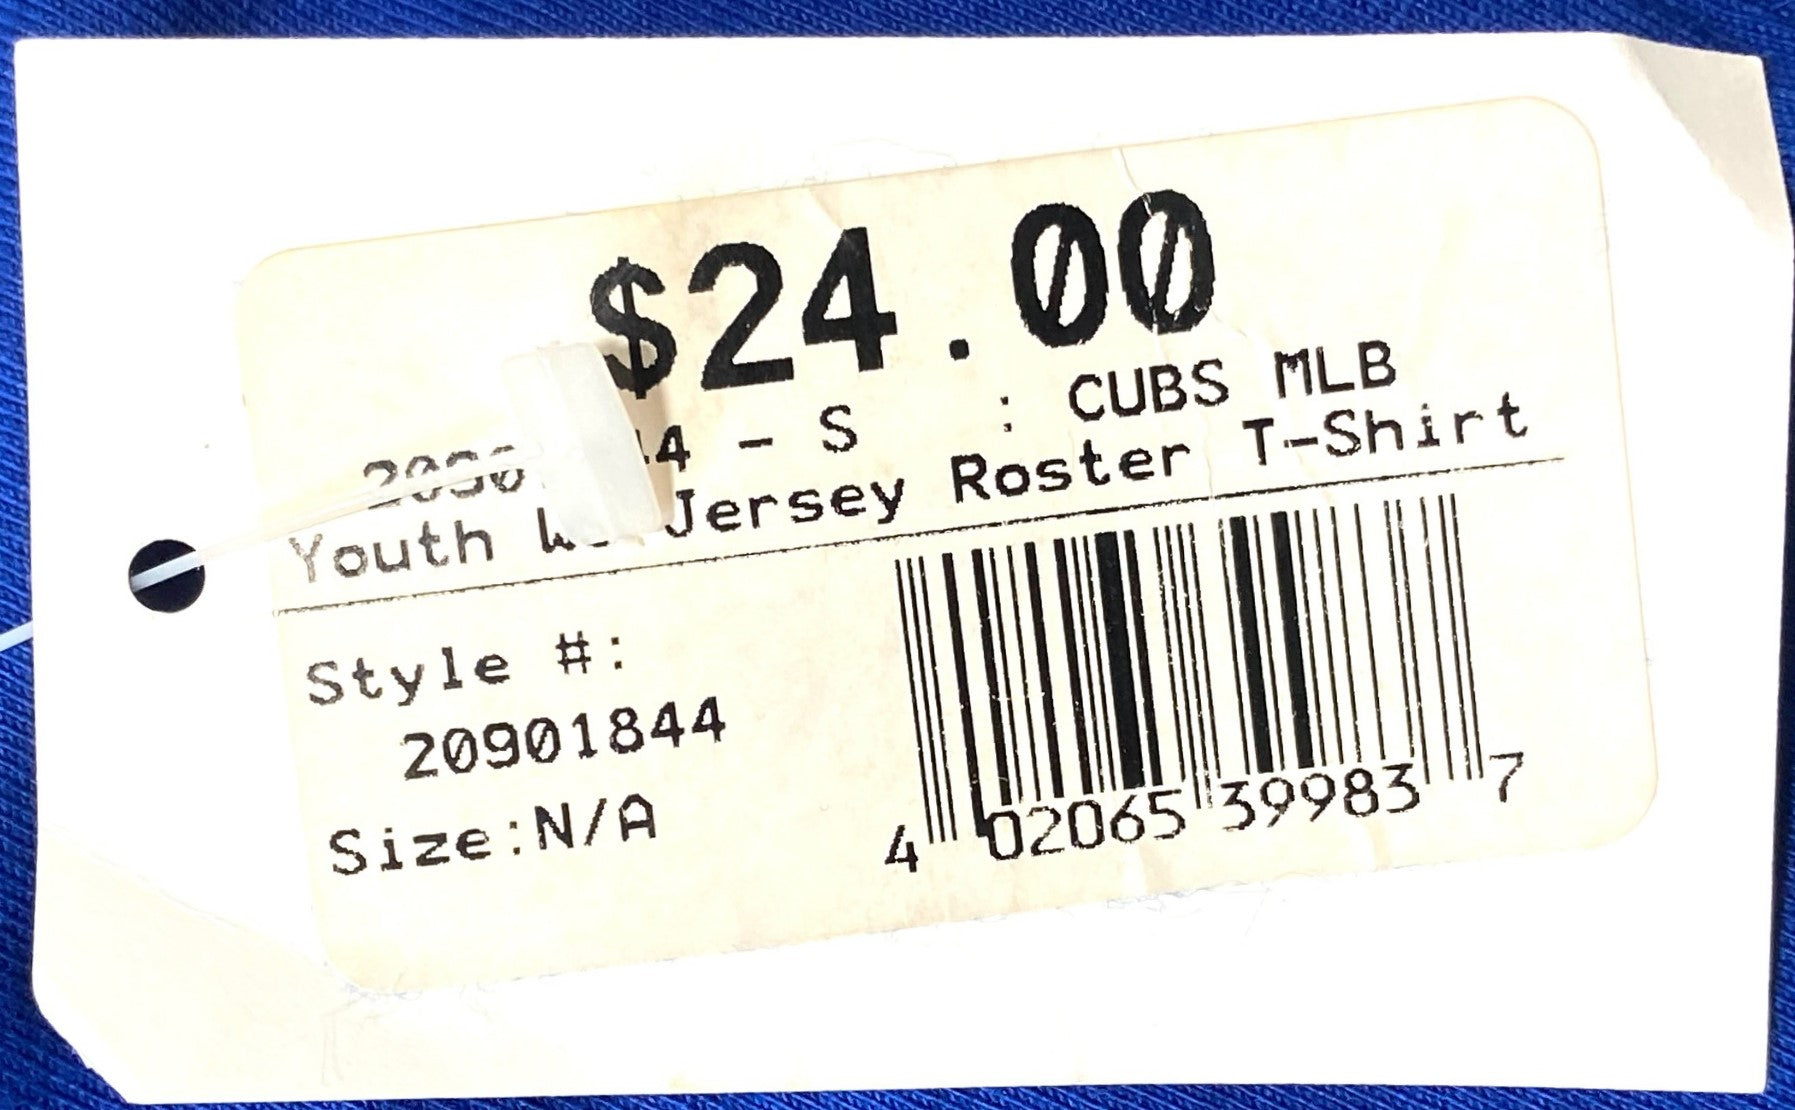 $24.00
- S : CUBS MLB
Youth Jersey Roster T-Shirt
Style #:
20901844
Size:N/A
4 02065 39983 7